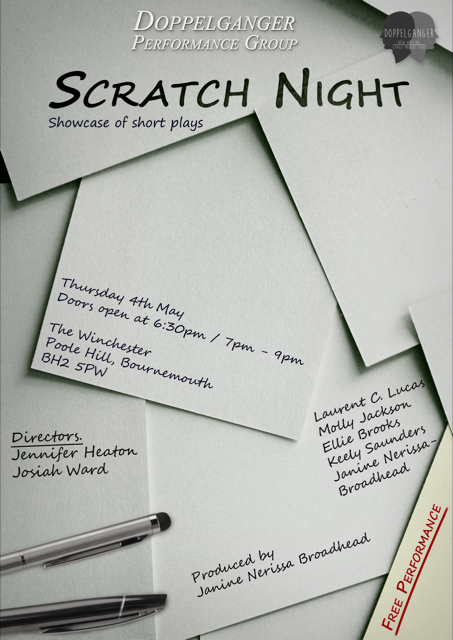 Doppelganger
Performance Group
DOPPELGANGER
Scratch Night
Showcase of short plays
Thursday 4th May
Doors open at 6:30pm / 7pm - 9pm
The Winchester
Poole Hill, Bournemouth
BH2 5PW
Laurent C. Lucas
Molly Jackson
Ellie Brooks
Keely Saunders
Janine Nerissa-
Broadhead
Directors.
Jennifer Heaton
Josiah Ward
Produced by
Janine Nerissa Broadhead
Free Performance